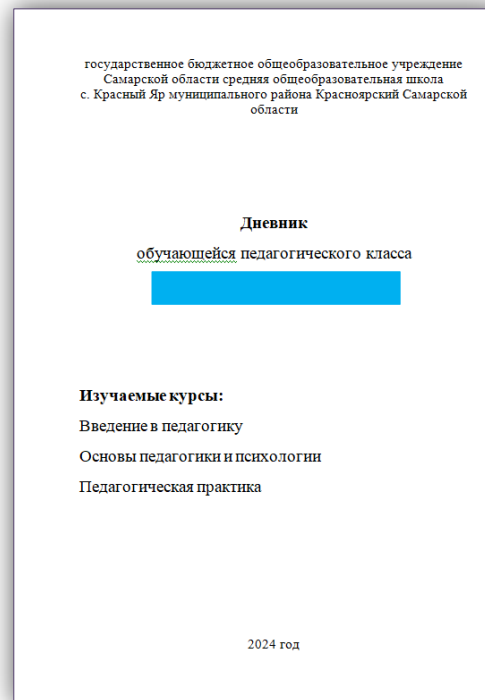 государственное бюджетное общеобразовательное учреждение
Самарской области средняя общеобразовательная школа
с. Красный Яр муниципального района Красноярский Самарской
области
Дневник
обучающейся педагогического класса
Изучаемые курсы:
Введение в педагогику
Основы педагогики и психологии
Педагогическая практика
2024 год